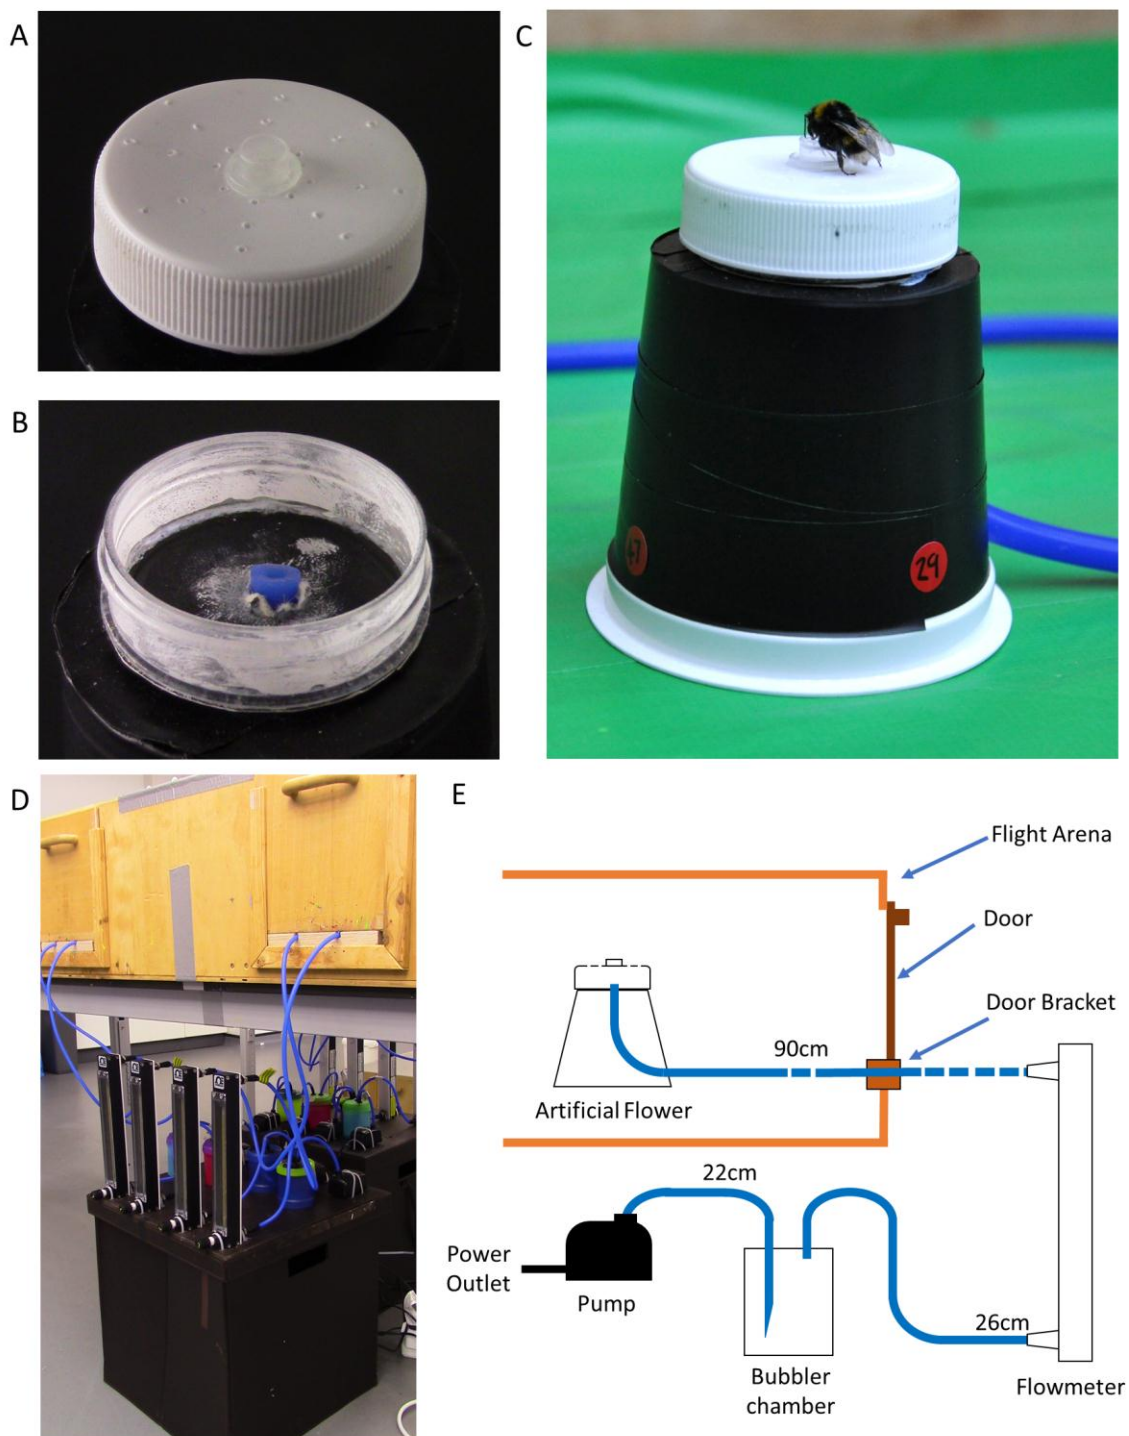 A
C
29
B
D
E
Flight Arena
Door
Door Bracket
90cm
Artificial Flower
22cm
Power
Outlet
Pump
26cm
Bubbler
chamber
Flowmeter